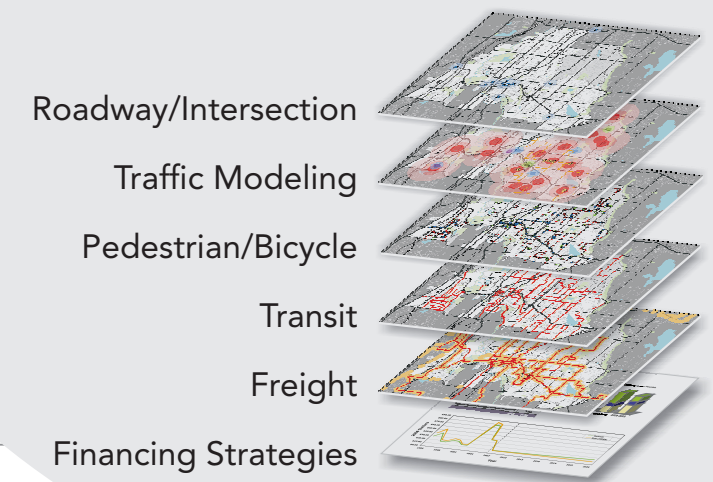 Roadway/Intersection
Traffic Modeling
Pedestrian/Bicycle
Transit
Freight
Financing Strategies